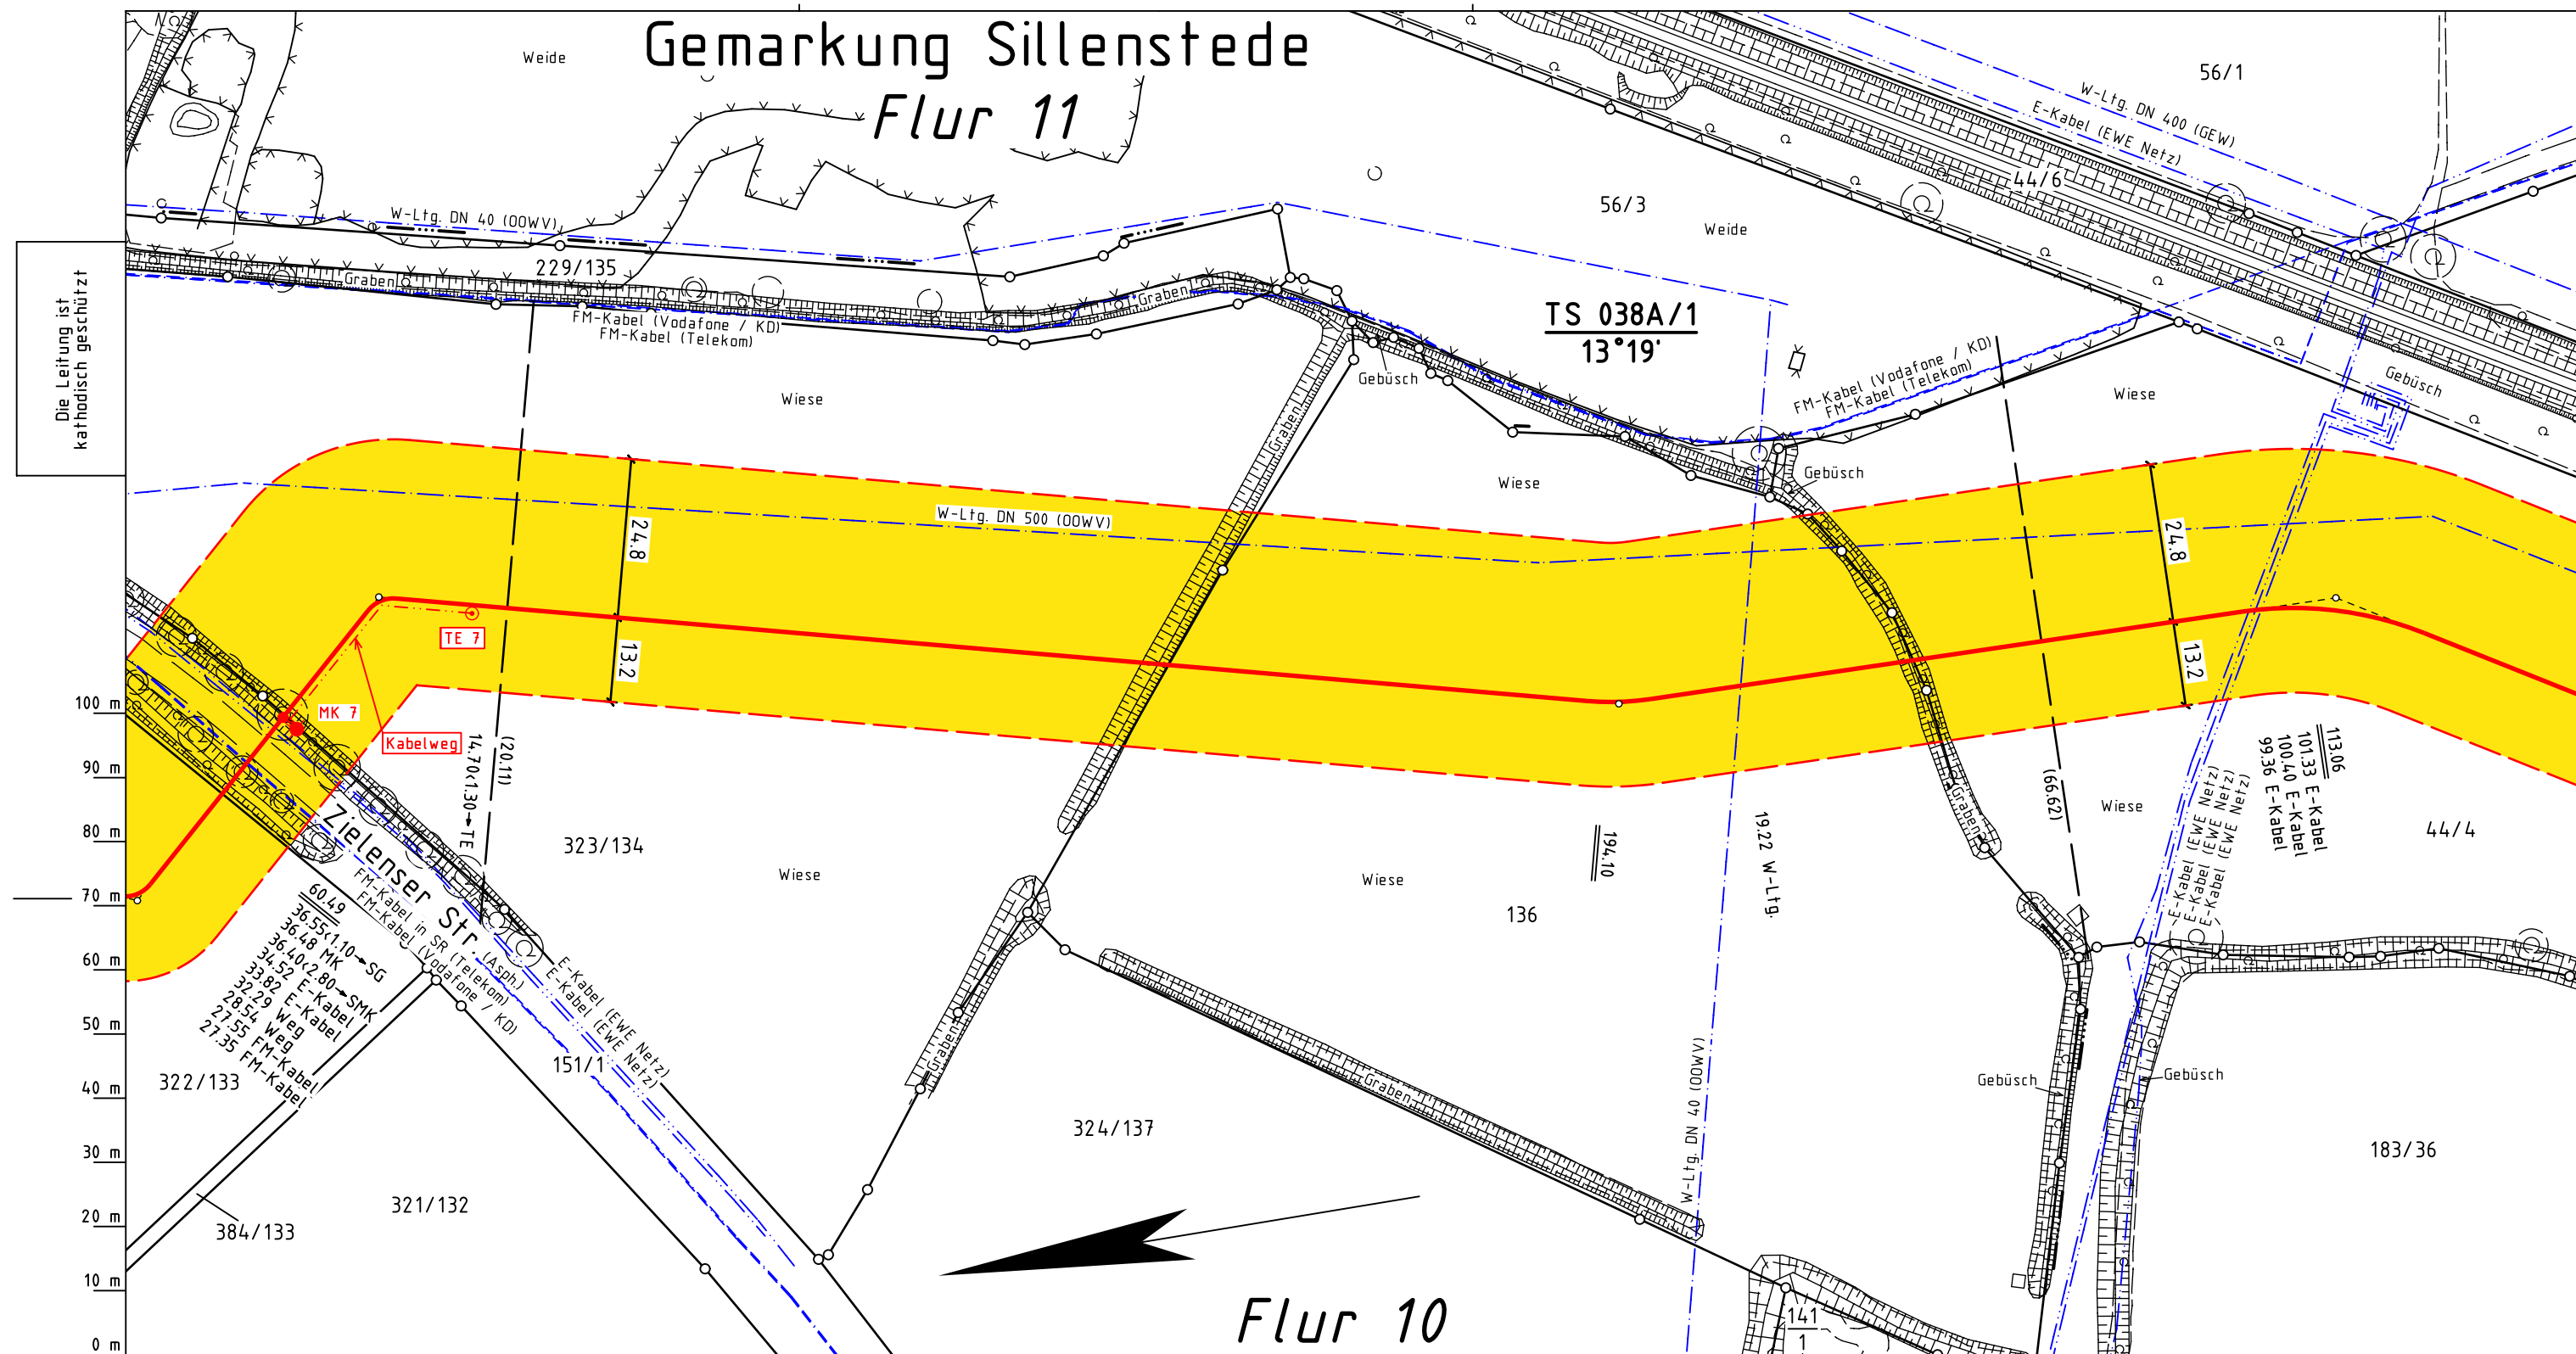 Gemarkung Sillenstede
Flur 11
Weide
56/1
W-Ltg. DN 400 (GEW)
E-Kabel (EWE Netz)
44/6
56/3
Weide
W-Ltg. DN 40 (OOWV)
229/135
Graben
Graben
FM-Kabel (Vodafone / KD)
FM-Kabel (Telekom)
Die Leitung ist
kathodisch geschützt
TS 038A/1
13°19'
Gebüsch
Wiese
Graben
FM-Kabel (Vodafone / KD)
FM-Kabel (Telekom)
Wiese
Gebüsch
Wiese
Gebüsch
W-Ltg. DN 500 (OOWV)
24.8
13.2
24.8
13.2
TE 7
MK 7
Kabelweg
(20.11)
14.70<1.30→TE
100 m
90 m
80 m
70 m
60 m
50 m
40 m
30 m
20 m
10 m
0 m
Zielenser Str. (Asph.)
FM-Kabel in SR (Telekom)
FM-Kabel (Vodafone / KD)
60.49
36.55<1.10→SG
36.48 MK
36.40<2.80→SMK
34.52 E-Kabel
33.82 E-Kabel
32.29 Weg
28.54 Weg
27.55 FM-Kabel
27.35 FM-Kabel
E-Kabel (EWE Netz)
E-Kabel (EWE Netz)
323/134
Wiese
194.10
19.22 W-Ltg.
Wiese
136
Graben
(66.62)
Wiese
113.06
101.33 E-Kabel
100.40 E-Kabel
99.36 E-Kabel
E-Kabel (EWE Netz)
E-Kabel (EWE Netz)
E-Kabel (EWE Netz)
44/4
322/133
151/1
Graben
Graben
324/137
W-Ltg. DN 40 (OOWV)
Gebüsch
Gebüsch
183/36
384/133
321/132
Flur 10
141
1